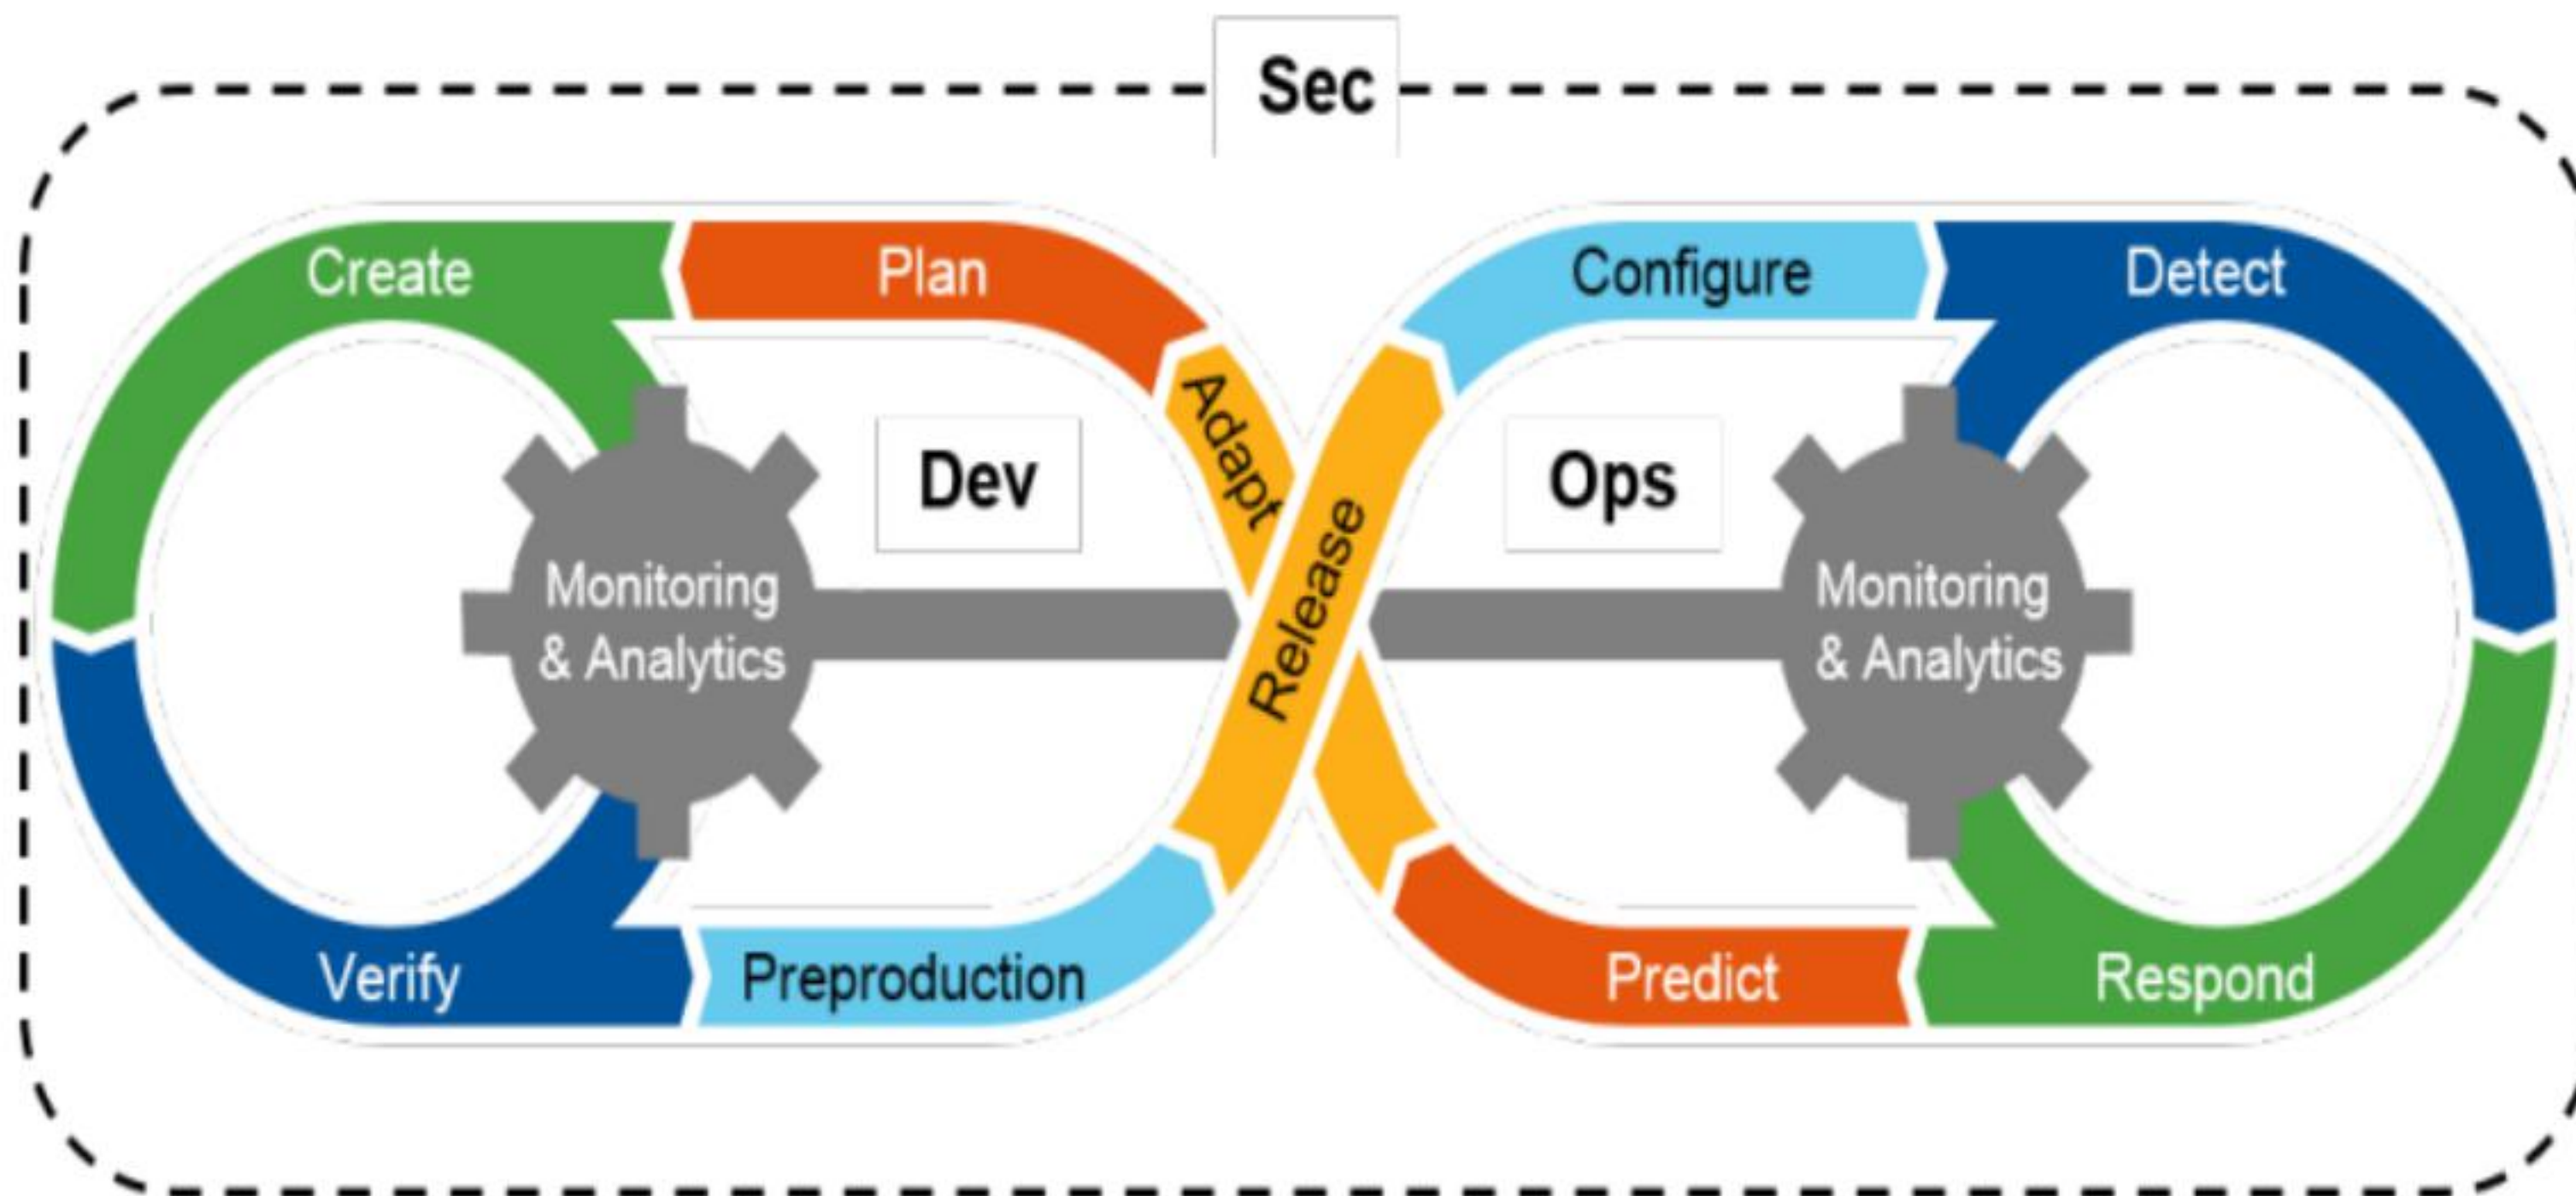 Sec
Create
Plan
Configure
Detect
Adapt
Dev
Ops
Release
Monitoring
& Analytics
Monitoring
& Analytics
Verify
Preproduction
Predict
Respond